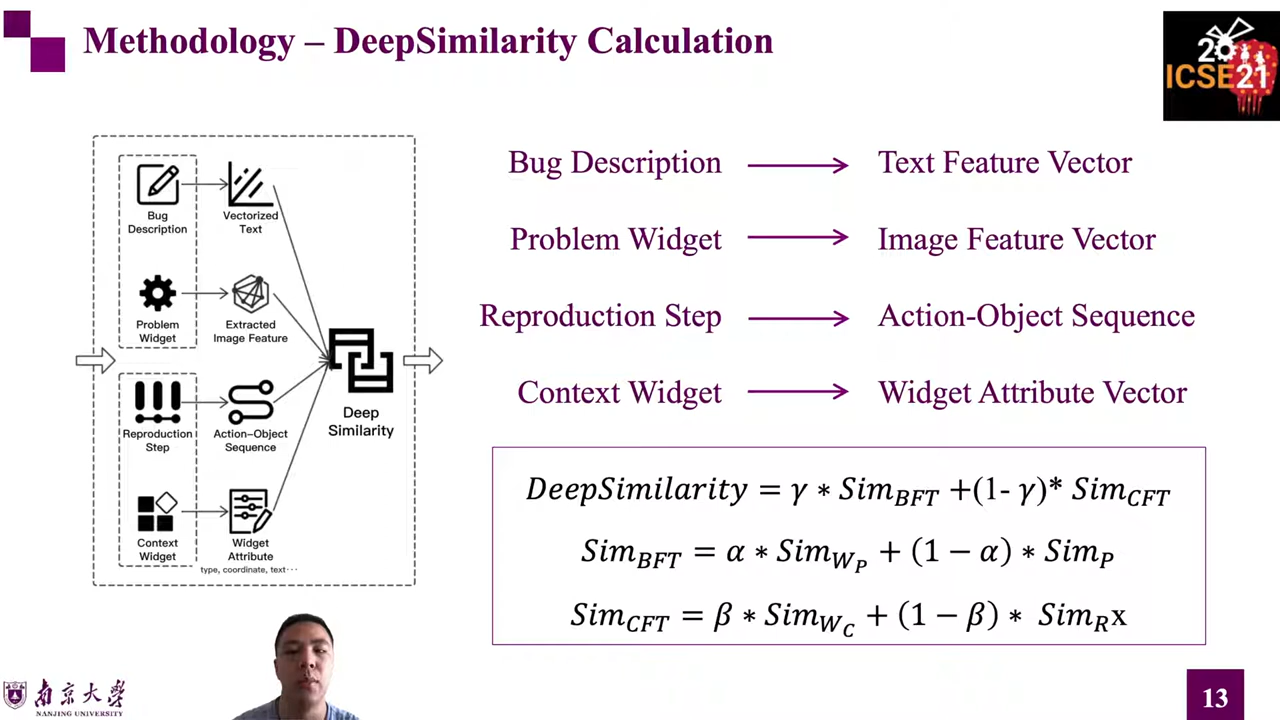 Methodology – DeepSimilarity Calculation
20
ICSE21
Bug
Description
Vectorized
Text
Problem
Widget
Extracted
Image Feature
Reproduction
Step
Action-Object
Sequence
Context
Widget
Widget
Attribute
type, coordinate, text···
Deep
Similarity
Bug Description
Text Feature Vector
Problem Widget
Image Feature Vector
Reproduction Step
Action-Object Sequence
Context Widget
Widget Attribute Vector
DeepSimilarity = γ ∗ Sim_BFT +(1- γ)* Sim_CFT
Sim_BFT = α ∗ Sim_W_P + (1 − α) ∗ Sim_P
Sim_CFT = β ∗ Sim_W_C + (1 − β) ∗ Sim_R x
南京大学
NANJING UNIVERSITY
13